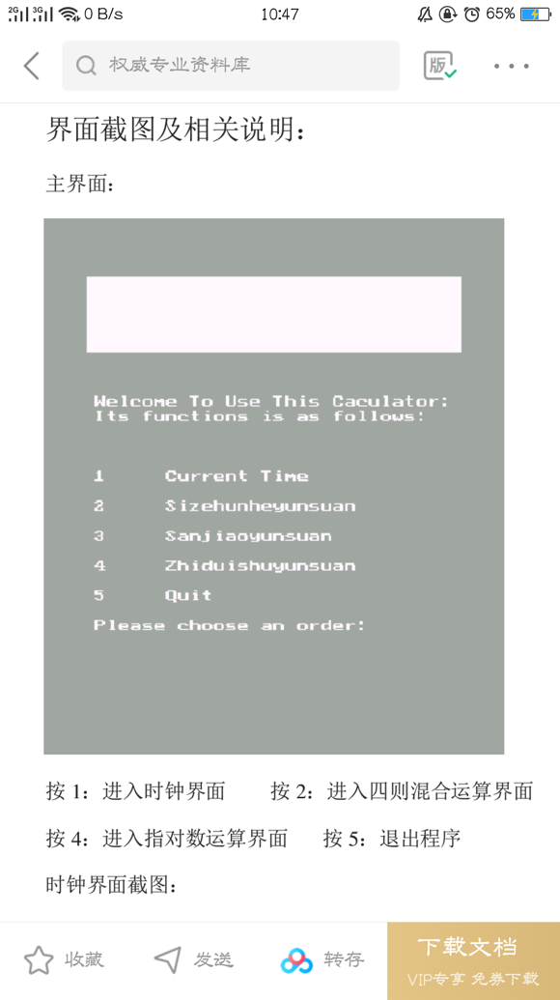 2G 3G 0 B/s 10:47 65%
权威专业资料库 版
界面截图及相关说明：
主界面：
Welcome To Use This Caculator:
Its functions is as follows:
1 Current Time
2 Sizehunheyunsuan
3 Sanjiaoyunsuan
4 Zhiduishuyunsuan
5 Quit
Please choose an order:
按 1：进入时钟界面 按 2：进入四则混合运算界面
按 4：进入指对数运算界面 按 5：退出程序
时钟界面截图：
收藏 发送 转存 下载文档
VIP专享 免券下载